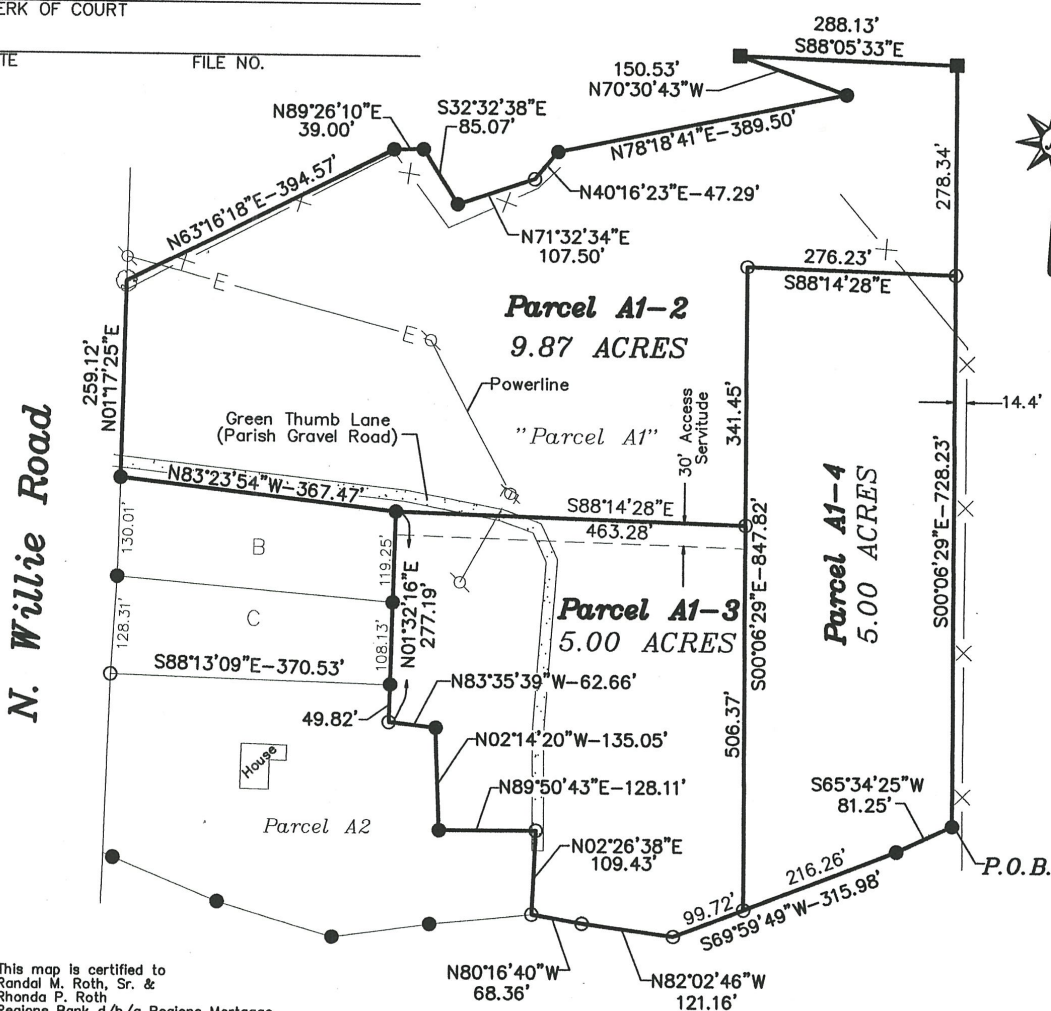 ERK OF COURT
TE FILE NO.
288.13'
S88°05'33"E
150.53'
N70°30'43"W
N89°26'10"E
39.00'
S32°32'38"E
85.07'
N78°18'41"E-389.50'
N63°16'18"E-394.57'
N40°16'23"E-47.29'
N71°32'34"E
107.50'
278.34'
276.23'
S88°14'28"E
E
E
Parcel A1-2
9.87 ACRES
259.12'
N01°17'25"E
Powerline
Green Thumb Lane
(Parish Gravel Road)
"Parcel A1"
30' Access
Servitude
341.45'
14.4'
N. Willie Road
N83°23'54"W-367.47'
S88°14'28"E
463.28'
S00°06'29"E-847.82'
Parcel A1-4
5.00 ACRES
S00°06'29"E-728.23'
130.01'
B
119.25'
N01°32'16"E
277.19'
128.31'
C
108.13'
Parcel A1-3
5.00 ACRES
S88°13'09"E-370.53'
N83°35'39"W-62.66'
49.82'
N02°14'20"W-135.05'
506.37'
House
N89°50'43"E-128.11'
S65°34'25"W
81.25'
Parcel A2
N02°26'38"E
109.43'
216.26'
P.O.B.
99.72'
S69°59'49"W-315.98'
N80°16'40"W
68.36'
N82°02'46"W
121.16'
This map is certified to
Randal M. Roth, Sr. &
Rhonda P. Roth
Regions Bank d/b/a Regions Mortgage